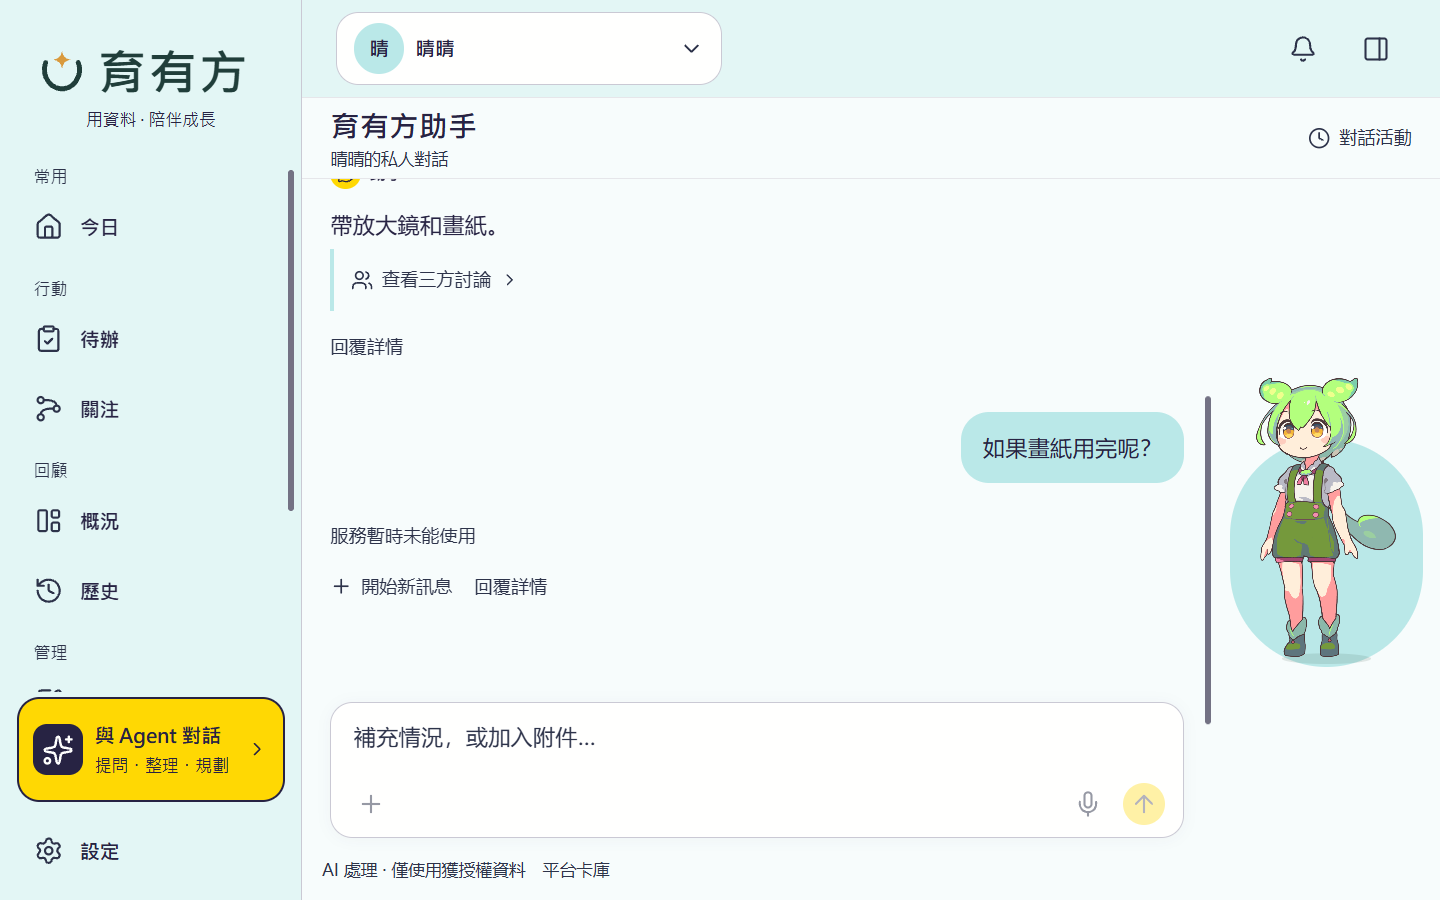 育有方
用資料 · 陪伴成長
常用
今日
行動
待辦
關注
回顧
概況
歷史
管理
與 Agent 對話
提問 · 整理 · 規劃
設定
晴 晴晴
育有方助手
晴晴的私人對話
對話活動
帶放大鏡和畫紙。
查看三方討論
回覆詳情
如果畫紙用完呢？
服務暫時未能使用
開始新訊息 回覆詳情
補充情況，或加入附件...
AI 處理 · 僅使用獲授權資料 平台卡庫